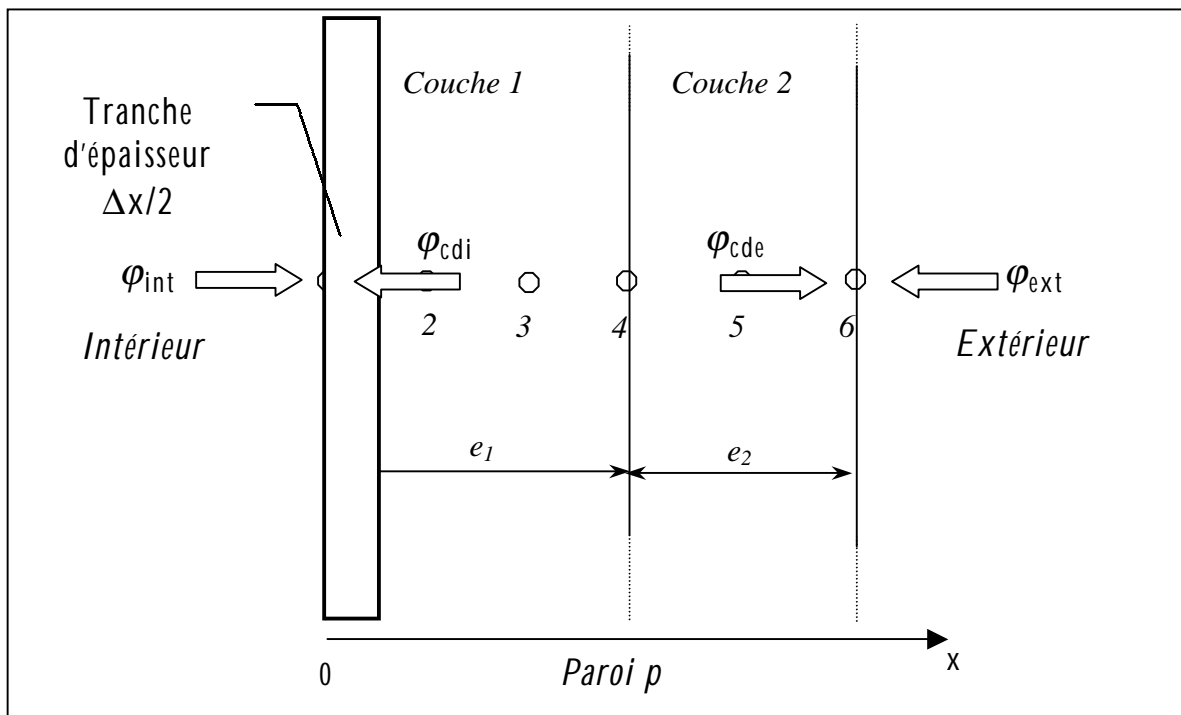 Couche 1
Couche 2
Tranche
d'épaisseur
Δx/2
φcdi
φcde
φint
φext
2
3
4
5
6
Intérieur
Extérieur
e1
e2
0
Paroi p
x